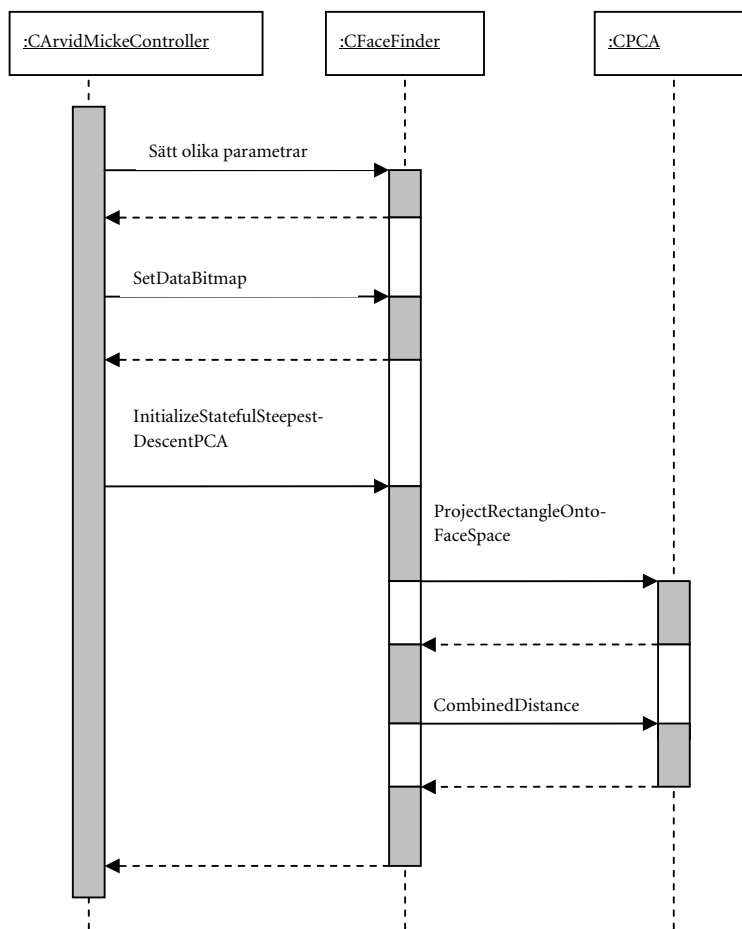 :CArvidMickeController
:CFaceFinder
:CPCA
Sätt olika parametrar
SetDataBitmap
InitializeStatefulSteepest-
DescentPCA
ProjectRectangleOnto-
FaceSpace
CombinedDistance